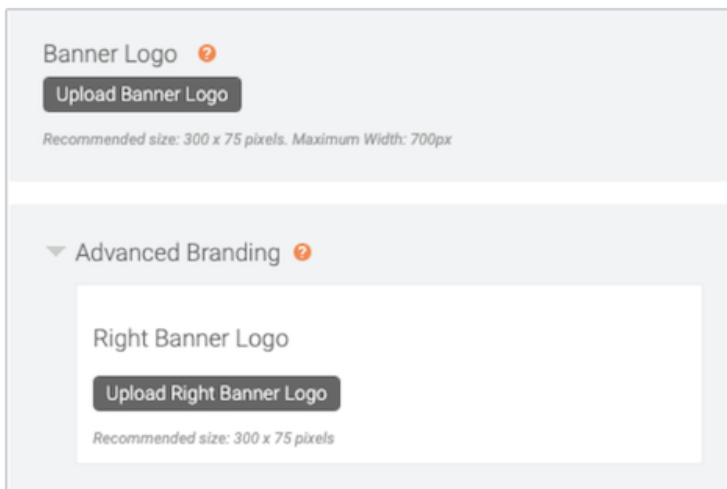 Banner Logo ?
Upload Banner Logo
Recommended size: 300 x 75 pixels. Maximum Width: 700px
Advanced Branding ?
Right Banner Logo
Upload Right Banner Logo
Recommended size: 300 x 75 pixels